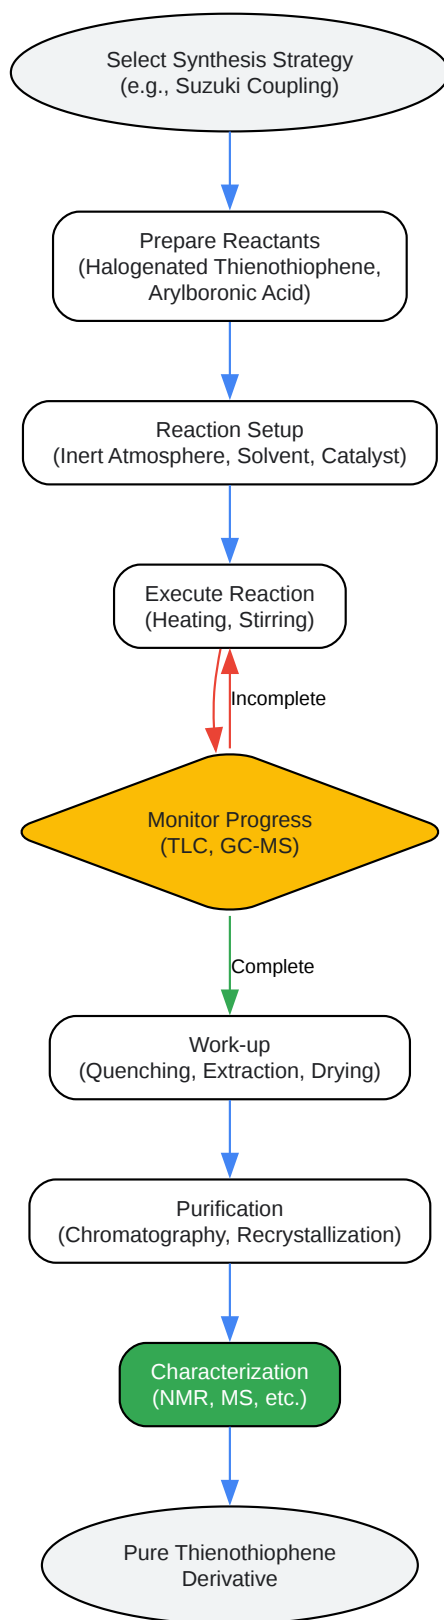 Select Synthesis Strategy
(e.g., Suzuki Coupling)
Prepare Reactants
(Halogenated Thienothiophene,
Arylboronic Acid)
Reaction Setup
(Inert Atmosphere, Solvent, Catalyst)
Execute Reaction
(Heating, Stirring)
Incomplete
Monitor Progress
(TLC, GC-MS)
Complete
Work-up
(Quenching, Extraction, Drying)
Purification
(Chromatography, Recrystallization)
Characterization
(NMR, MS, etc.)
Pure Thienothiophene
Derivative